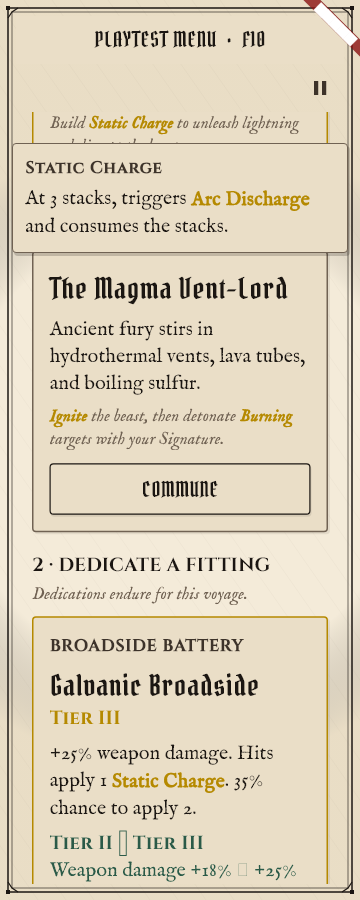 PLAYTEST MENU · F10
Build Static Charge to unleash lightning
STATIC CHARGE
At 3 stacks, triggers Arc Discharge
and consumes the stacks.
The Magma Vent-Lord
Ancient fury stirs in
hydrothermal vents, lava tubes,
and boiling sulfur.
Ignite the beast, then detonate Burning
targets with your Signature.
COMMUNE
2 · DEDICATE A FITTING
Dedications endure for this voyage.
BROADSIDE BATTERY
Galvanic Broadside
TIER III
+25% weapon damage. Hits
apply 1 Static Charge. 35%
chance to apply 2.
TIER II TIER III
Weapon damage +18% +25%